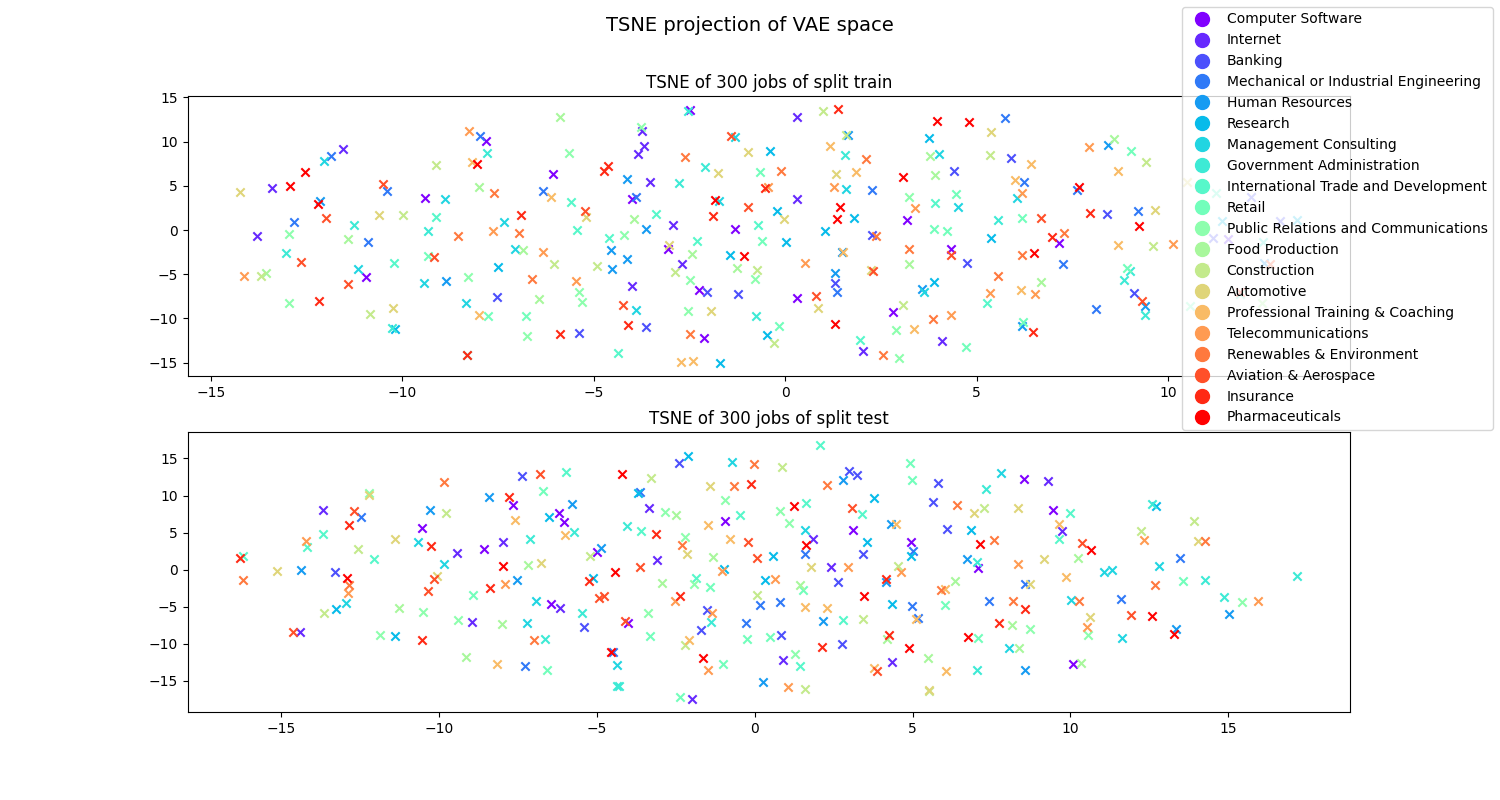 TSNE projection of VAE space
TSNE of 300 jobs of split train
15
10
5
0
−5
−10
−15
−15
−10
−5
0
5
10
Computer Software
Internet
Banking
Mechanical or Industrial Engineering
Human Resources
Research
Management Consulting
Government Administration
International Trade and Development
Retail
Public Relations and Communications
Food Production
Construction
Automotive
Professional Training & Coaching
Telecommunications
Renewables & Environment
Aviation & Aerospace
Insurance
Pharmaceuticals
TSNE of 300 jobs of split test
15
10
5
0
−5
−10
−15
−15
−10
−5
0
5
10
15